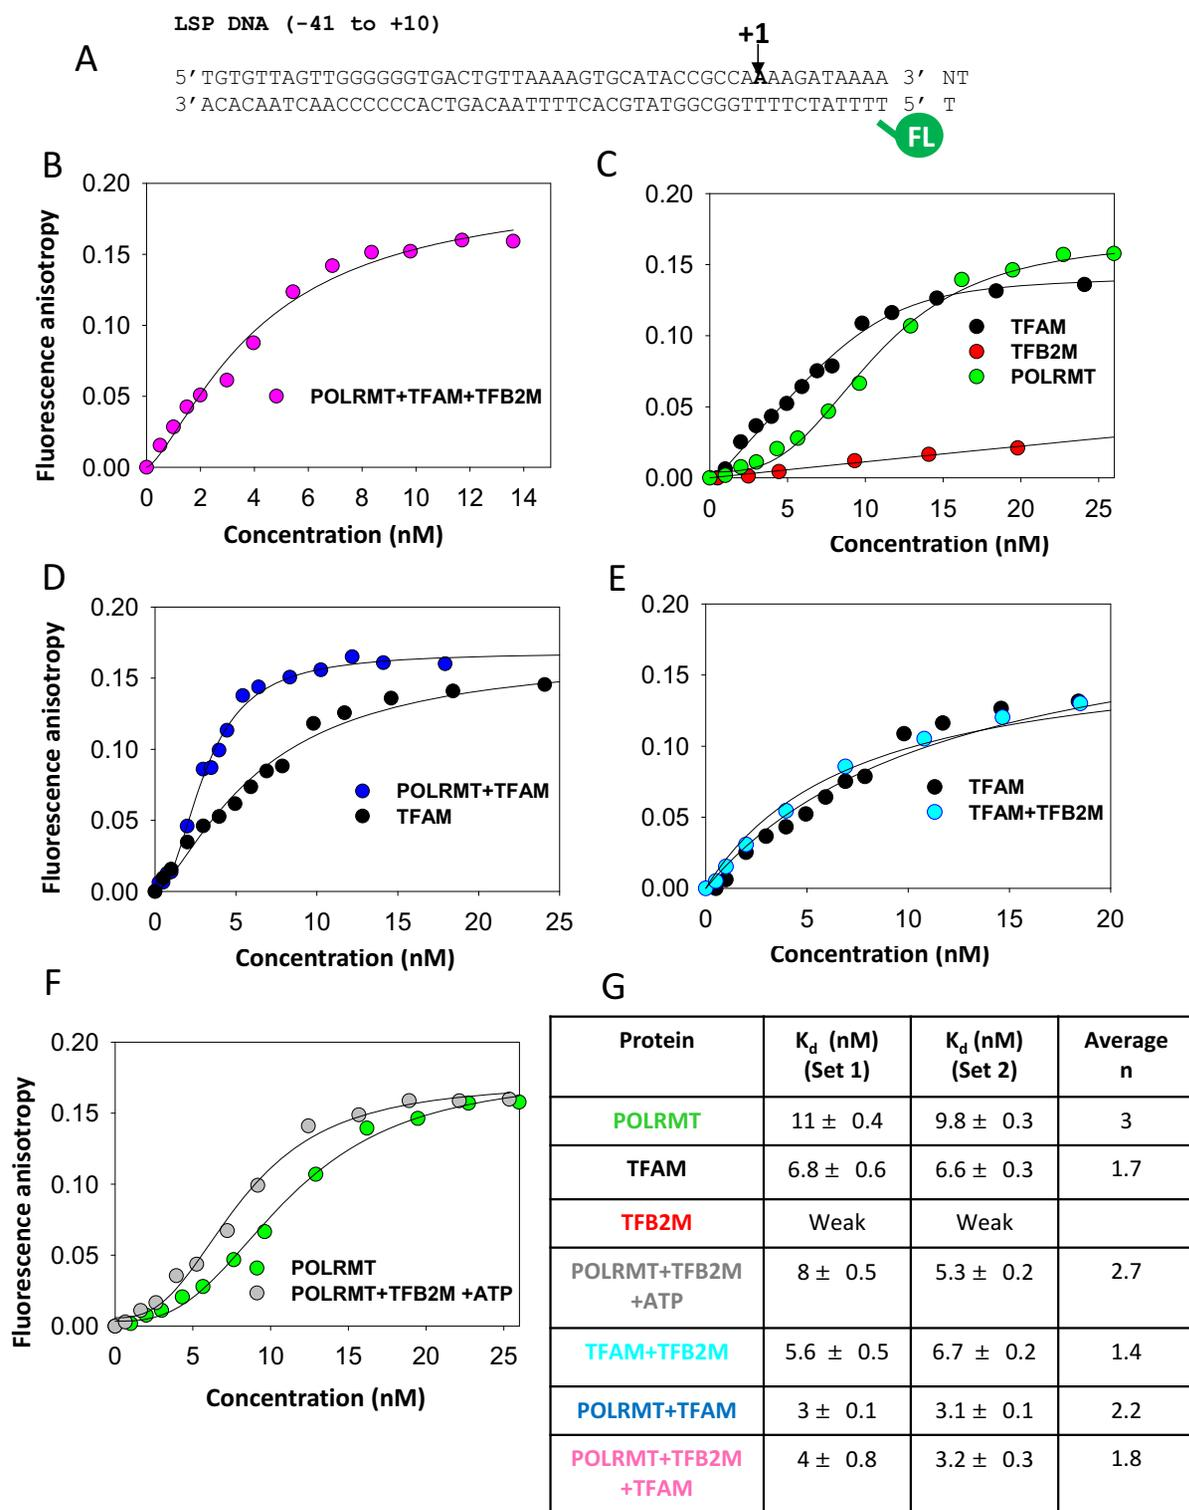 LSP DNA (-41 to +10)
+1
A
5’TGTGTTAGTTGGGGGGTGACTGTTAAAAGTGCATACCGCCAAAAGATAAAA 3’ NT
3’ACACAATCAACCCCCCACTGACAATTTTCACGTATGGCGGTTTTCTATTTT 5’ T
FL
B
Fluorescence anisotropy
0.20
0.15
0.10
0.05
0.00
0 2 4 6 8 10 12 14
Concentration (nM)
POLRMT+TFAM+TFB2M
C
0.20
0.15
0.10
0.05
0.00
0 5 10 15 20 25
Concentration (nM)
TFAM
TFB2M
POLRMT
D
Fluorescence anisotropy
0.20
0.15
0.10
0.05
0.00
0 5 10 15 20 25
Concentration (nM)
POLRMT+TFAM
TFAM
E
0.20
0.15
0.10
0.05
0.00
0 5 10 15 20
Concentration (nM)
TFAM
TFAM+TFB2M
F
Fluorescence anisotropy
0.20
0.15
0.10
0.05
0.00
0 5 10 15 20 25
Concentration (nM)
POLRMT
POLRMT+TFB2M +ATP
G
Protein Kd (nM) Kd (nM) Average
(Set 1) (Set 2) n
POLRMT 11 ± 0.4 9.8 ± 0.3 3
TFAM 6.8 ± 0.6 6.6 ± 0.3 1.7
TFB2M Weak Weak
POLRMT+TFB2M 8 ± 0.5 5.3 ± 0.2 2.7
+ATP
TFAM+TFB2M 5.6 ± 0.5 6.7 ± 0.2 1.4
POLRMT+TFAM 3 ± 0.1 3.1 ± 0.1 2.2
POLRMT+TFB2M 4 ± 0.8 3.2 ± 0.3 1.8
+TFAM